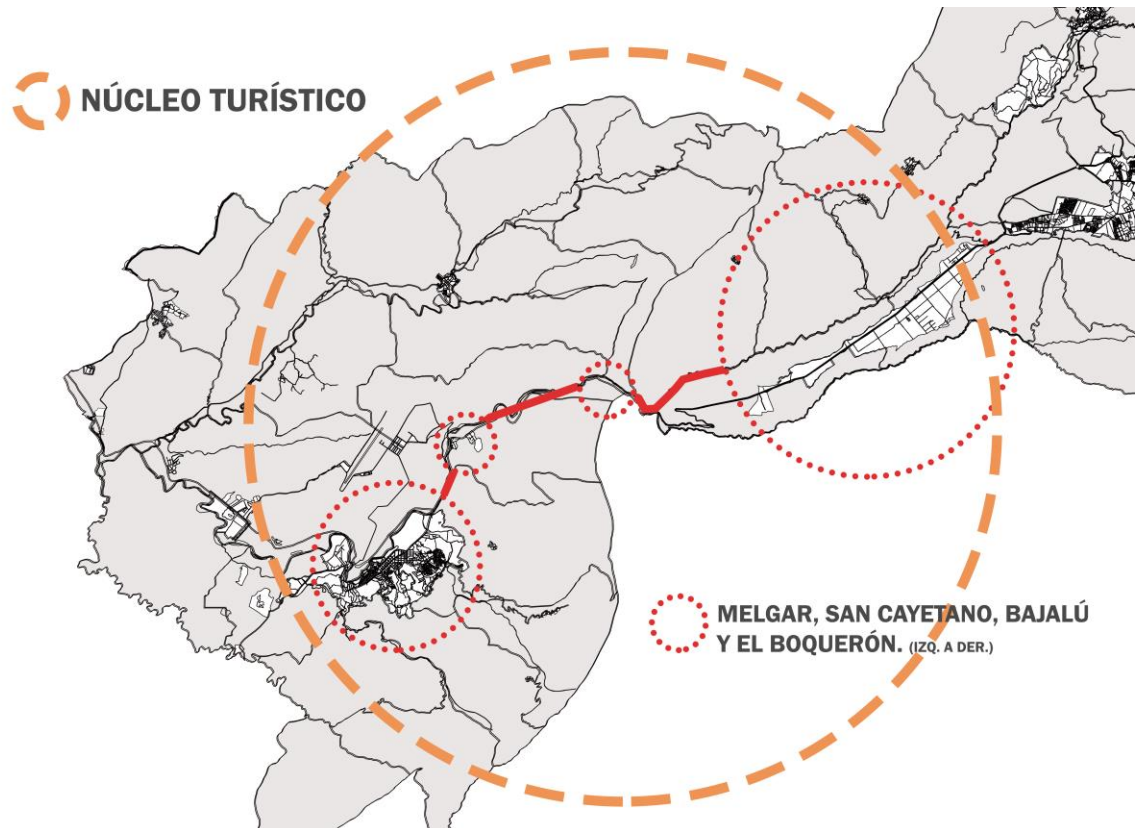 NÚCLEO TURÍSTICO
MELGAR, SAN CAYETANO, BAJALÚ
Y EL BOQUERÓN. (IZQ. A DER.)